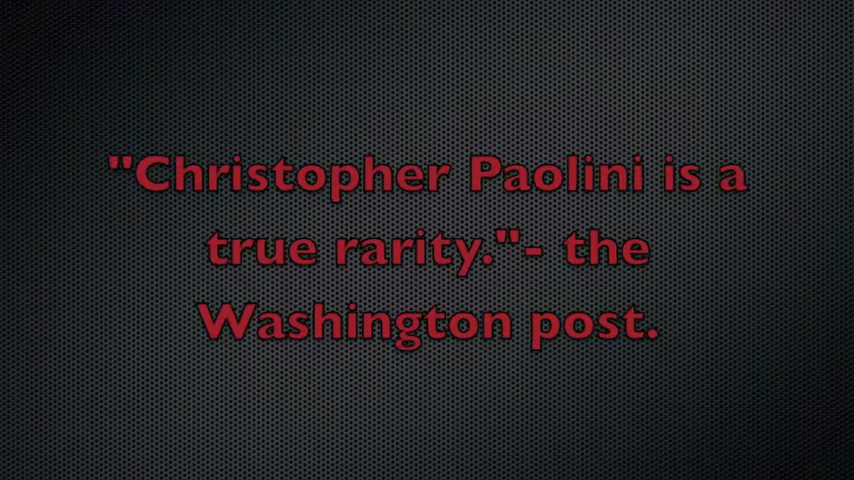 "Christopher Paolini is a
true rarity."- the
Washington post.